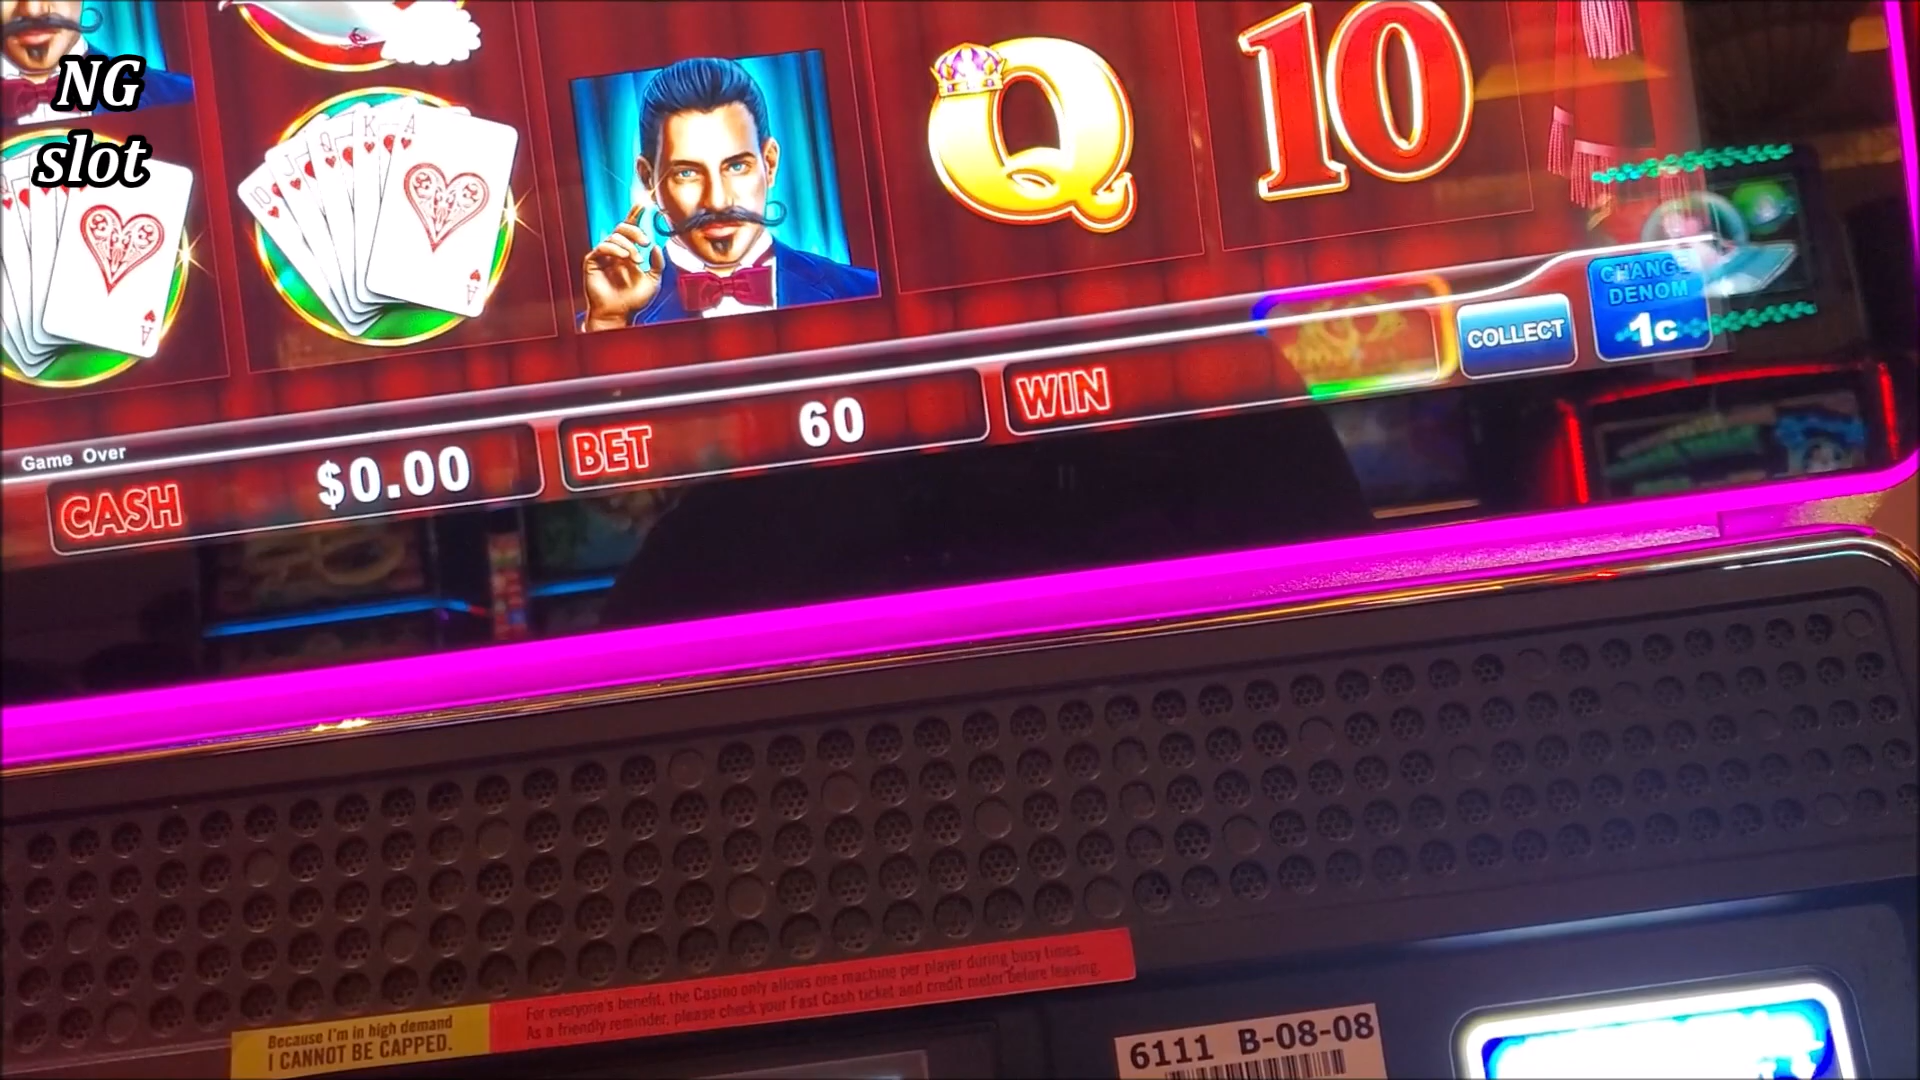 NG
slot
10 J Q K A
A
A
Q
10
CHANGE
DENOM
1c
COLLECT
WIN
BET 60
Game Over
CASH $0.00
For everyone's benefit, the Casino only allows one machine per player during busy times.
As a friendly reminder, please check your Fast Cash ticket and credit meter before leaving.
Because I'm in high demand
I CANNOT BE CAPPED.
6111 B-08-08